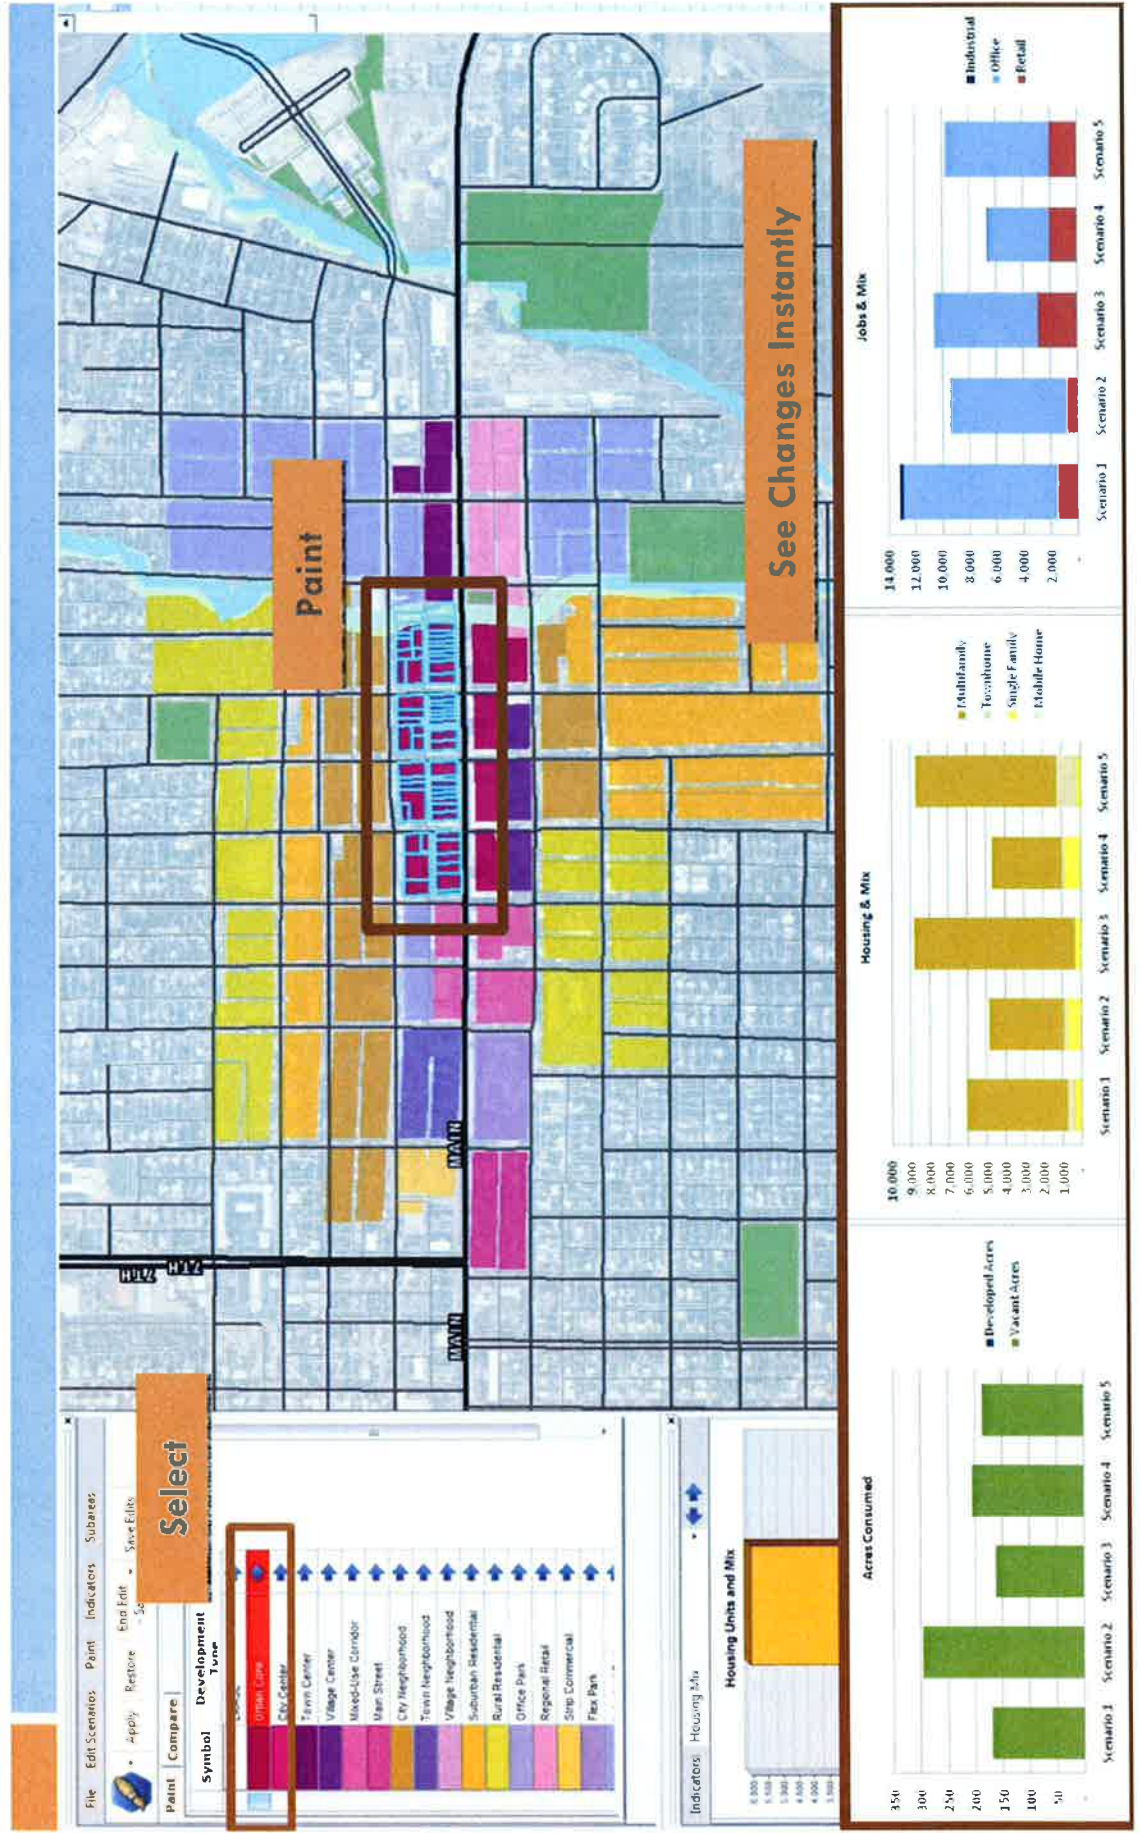 File Edit Scenarios Paint Indicators Subareas
Apply Restore End Edit Save Edits
Paint Compare
Symbol Development
Type
Urban Core
City Center
Town Center
Village Center
Mixed-Use Corridor
Main Street
City Neighborhood
Town Neighborhood
Village Neighborhood
Suburban Residential
Rural Residential
Office Park
Regional Retail
Strip Commercial
Flex Park
Select
Paint
See Changes Instantly
7TH
7TH
MAIN
MAIN
Indicators Housing Mix
Housing Units and Mix
Acres Consumed
350
300
250
200
150
100
50
Scenario 1 Scenario 2 Scenario 3 Scenario 4 Scenario 5
Developed Acres
Vacant Acres
Housing & Mix
10,000
9,000
8,000
7,000
6,000
5,000
4,000
3,000
2,000
1,000
-
Scenario 1 Scenario 2 Scenario 3 Scenario 4 Scenario 5
Multifamily
Townhome
Single Family
Mobile Home
Jobs & Mix
14,000
12,000
10,000
8,000
6,000
4,000
2,000
-
Scenario 1 Scenario 2 Scenario 3 Scenario 4 Scenario 5
Industrial
Office
Retail